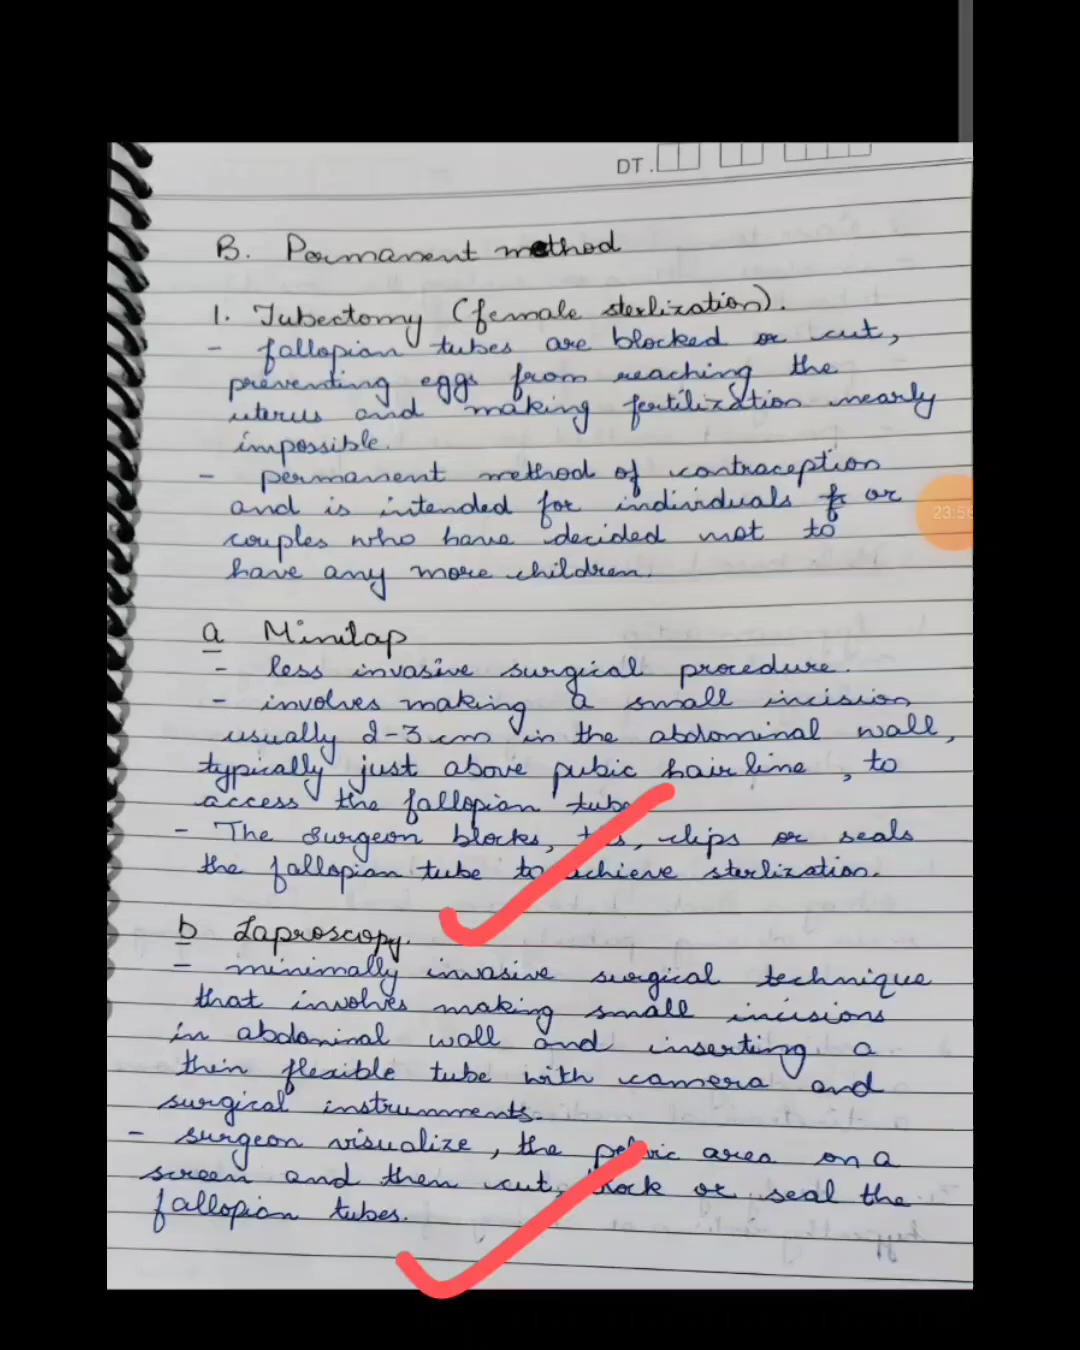 DT.
B. Permanent method
1. Tubectomy (female sterlization).
- fallopian tubes are blocked or cut,
preventing eggs from reaching the
uterus and making fertilization nearly
impossible.
- permanent method of contraception
and is intended for individuals or
couples who have decided not to
have any more children.
a Minilap
- less invasive surgical procedure.
- involves making a small incision
usually 2-3 cm in the abdominal wall,
typically just above pubic hair line, to
access the fallopian tube
- The surgeon blocks, clips or seals
the fallopian tube to achieve sterlization.
b Laproscopy.
- minimally invasive surgical technique
that involves making small incisions
in abdominal wall and inserting a
thin flexible tube with camera and
surgical instruments.
- surgeon visualize, the pelvic area on a
screen and then cut, block or seal the
fallopian tubes.